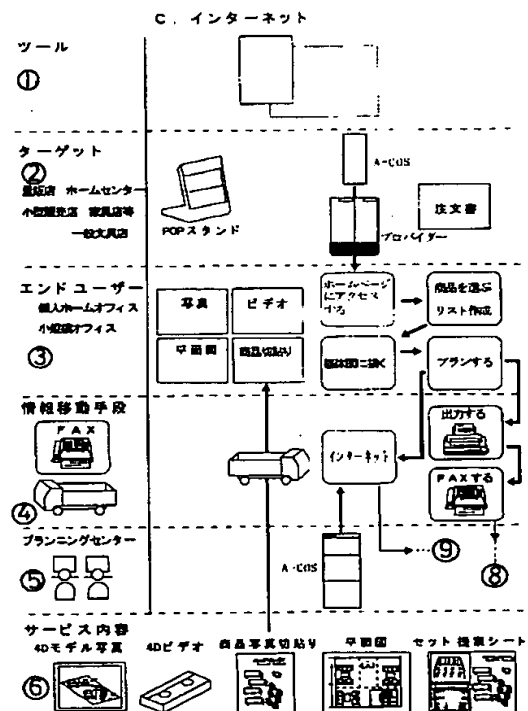 C. インターネット
ツール
①
ターゲット
②
量販店 ホームセンター
小型販売店 家具店等
一般文具店
POPスタンド
A-COS
プロバイダー
注文書
エンドユーザー
個人ホームオフィス
小規模オフィス
③
写真
ビデオ
平面図
商品切貼り
ホームページ
にアクセス
する
商品を選ぶ
リスト作成
プランする
情報移動手段
FAX
④
インターネット
出力する
FAXする
プランニングセンター
⑤
A-COS
⑨
⑧
サービス内容
⑥
4Dモデル写真
4Dビデオ
商品写真切貼り
平面図
セット提案シート